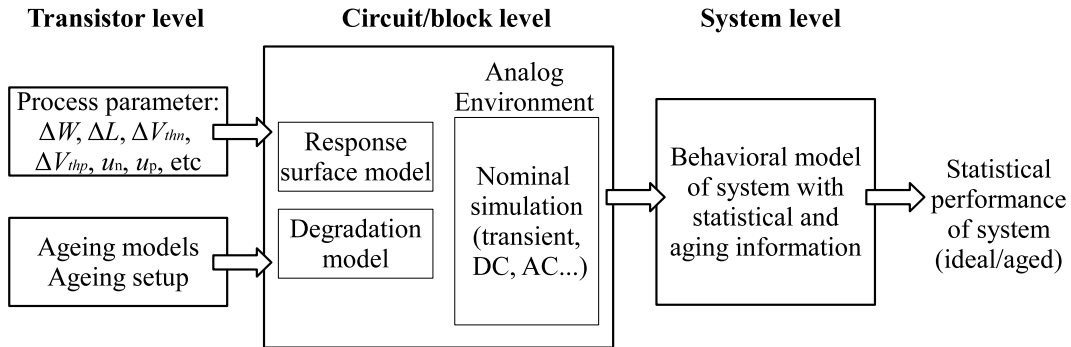 Transistor level
Circuit/block level
System level
Process parameter:
ΔW, ΔL, ΔVthn,
ΔVthp, un, up, etc
Ageing models
Ageing setup
Response
surface model
Degradation
model
Analog
Environment
Nominal
simulation
(transient,
DC, AC...)
Behavioral model
of system with
statistical and
aging information
Statistical
performance
of system
(ideal/aged)